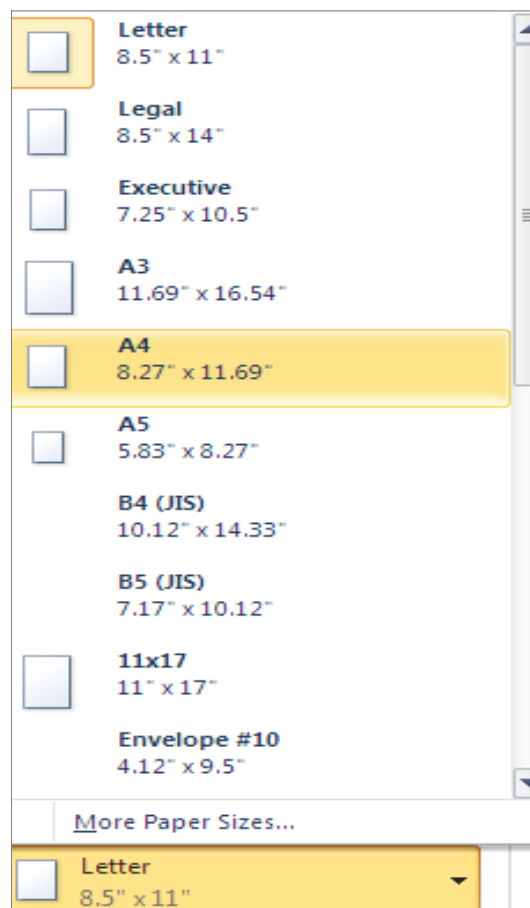 Letter
8.5" x 11"
Legal
8.5" x 14"
Executive
7.25" x 10.5"
A3
11.69" x 16.54"
A4
8.27" x 11.69"
A5
5.83" x 8.27"
B4 (JIS)
10.12" x 14.33"
B5 (JIS)
7.17" x 10.12"
11x17
11" x 17"
Envelope #10
4.12" x 9.5"
More Paper Sizes...
Letter
8.5" x 11"